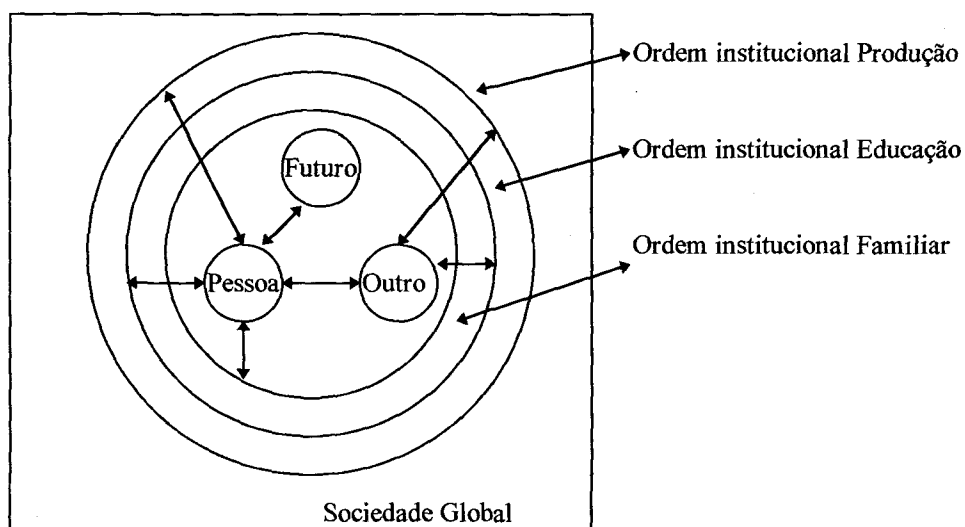 Ordem institucional Produção
Ordem institucional Educação
Futuro
Ordem institucional Familiar
Pessoa
Outro
Sociedade Global